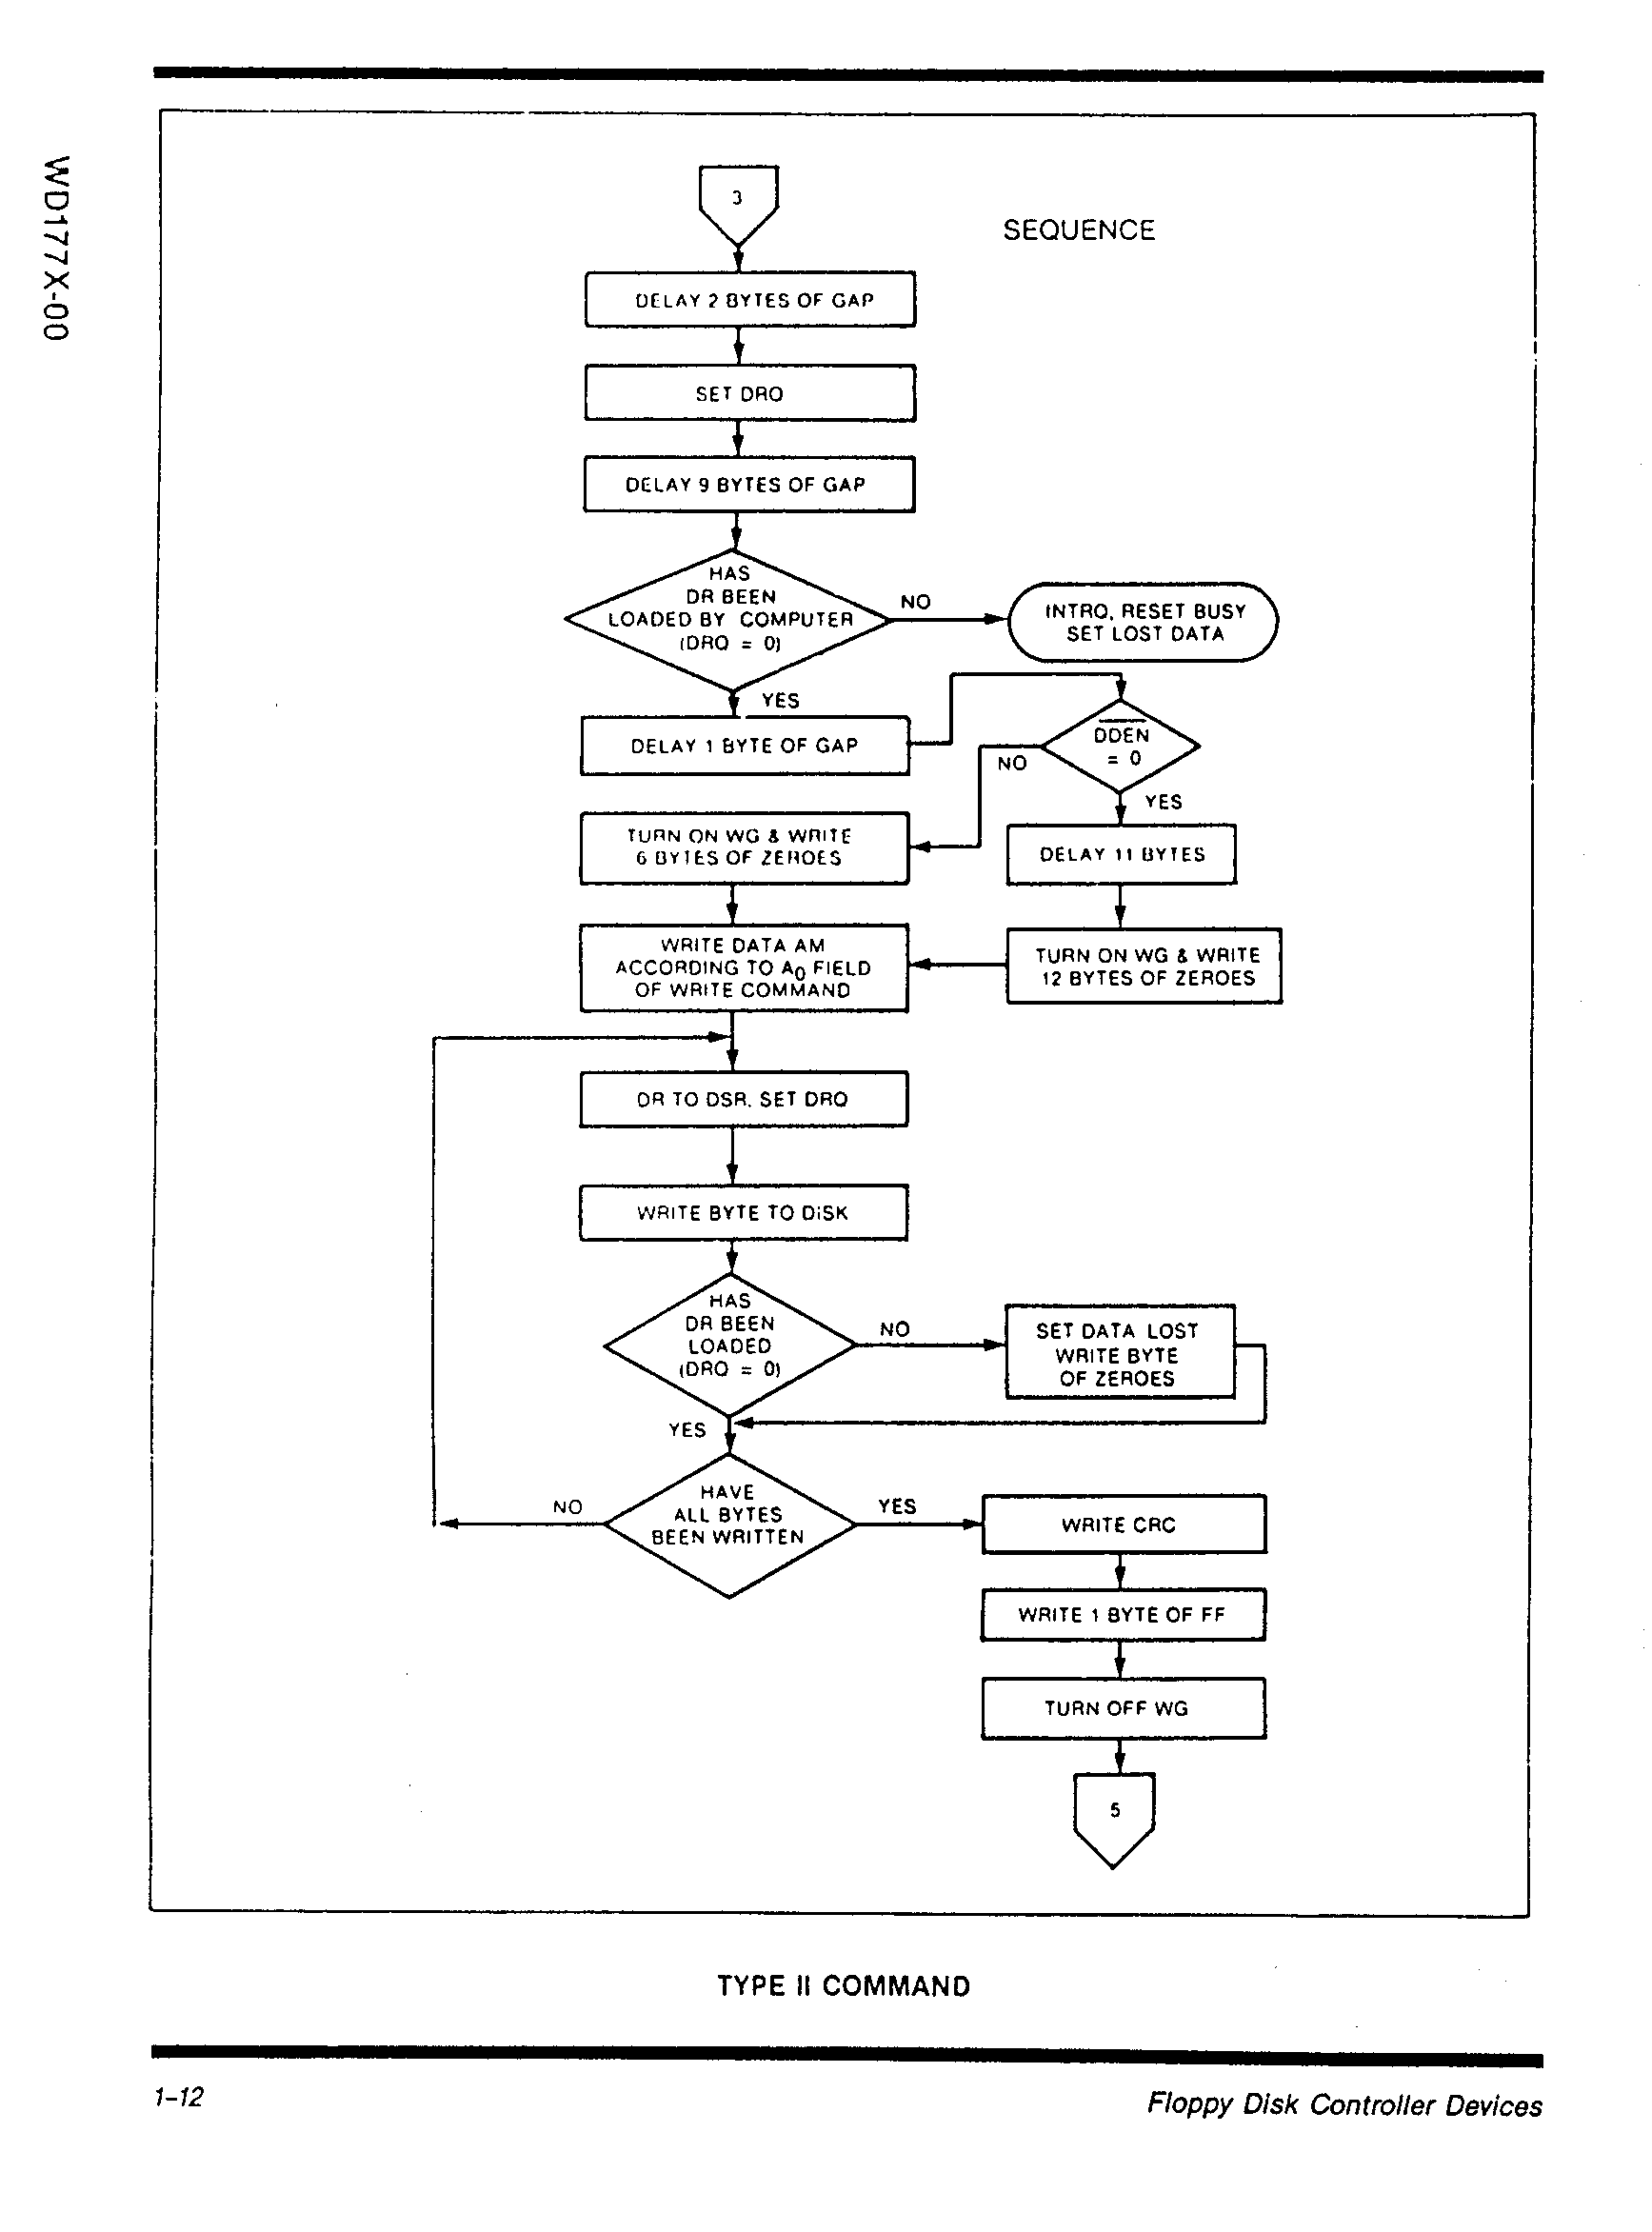 WD177X-00
3
SEQUENCE
DELAY 2 BYTES OF GAP
SET DRQ
DELAY 9 BYTES OF GAP
HAS
DR BEEN
LOADED BY COMPUTER
(DRQ = 0)
NO
INTRQ, RESET BUSY
SET LOST DATA
YES
DELAY 1 BYTE OF GAP
DDEN
= 0
NO
YES
TURN ON WG & WRITE
6 BYTES OF ZEROES
DELAY 11 BYTES
WRITE DATA AM
ACCORDING TO A0 FIELD
OF WRITE COMMAND
TURN ON WG & WRITE
12 BYTES OF ZEROES
DR TO DSR, SET DRQ
WRITE BYTE TO DISK
HAS
DR BEEN
LOADED
(DRQ = 0)
NO
SET DATA LOST
WRITE BYTE
OF ZEROES
YES
HAVE
ALL BYTES
BEEN WRITTEN
NO
YES
WRITE CRC
WRITE 1 BYTE OF FF
TURN OFF WG
5
TYPE II COMMAND
1-12
Floppy Disk Controller Devices